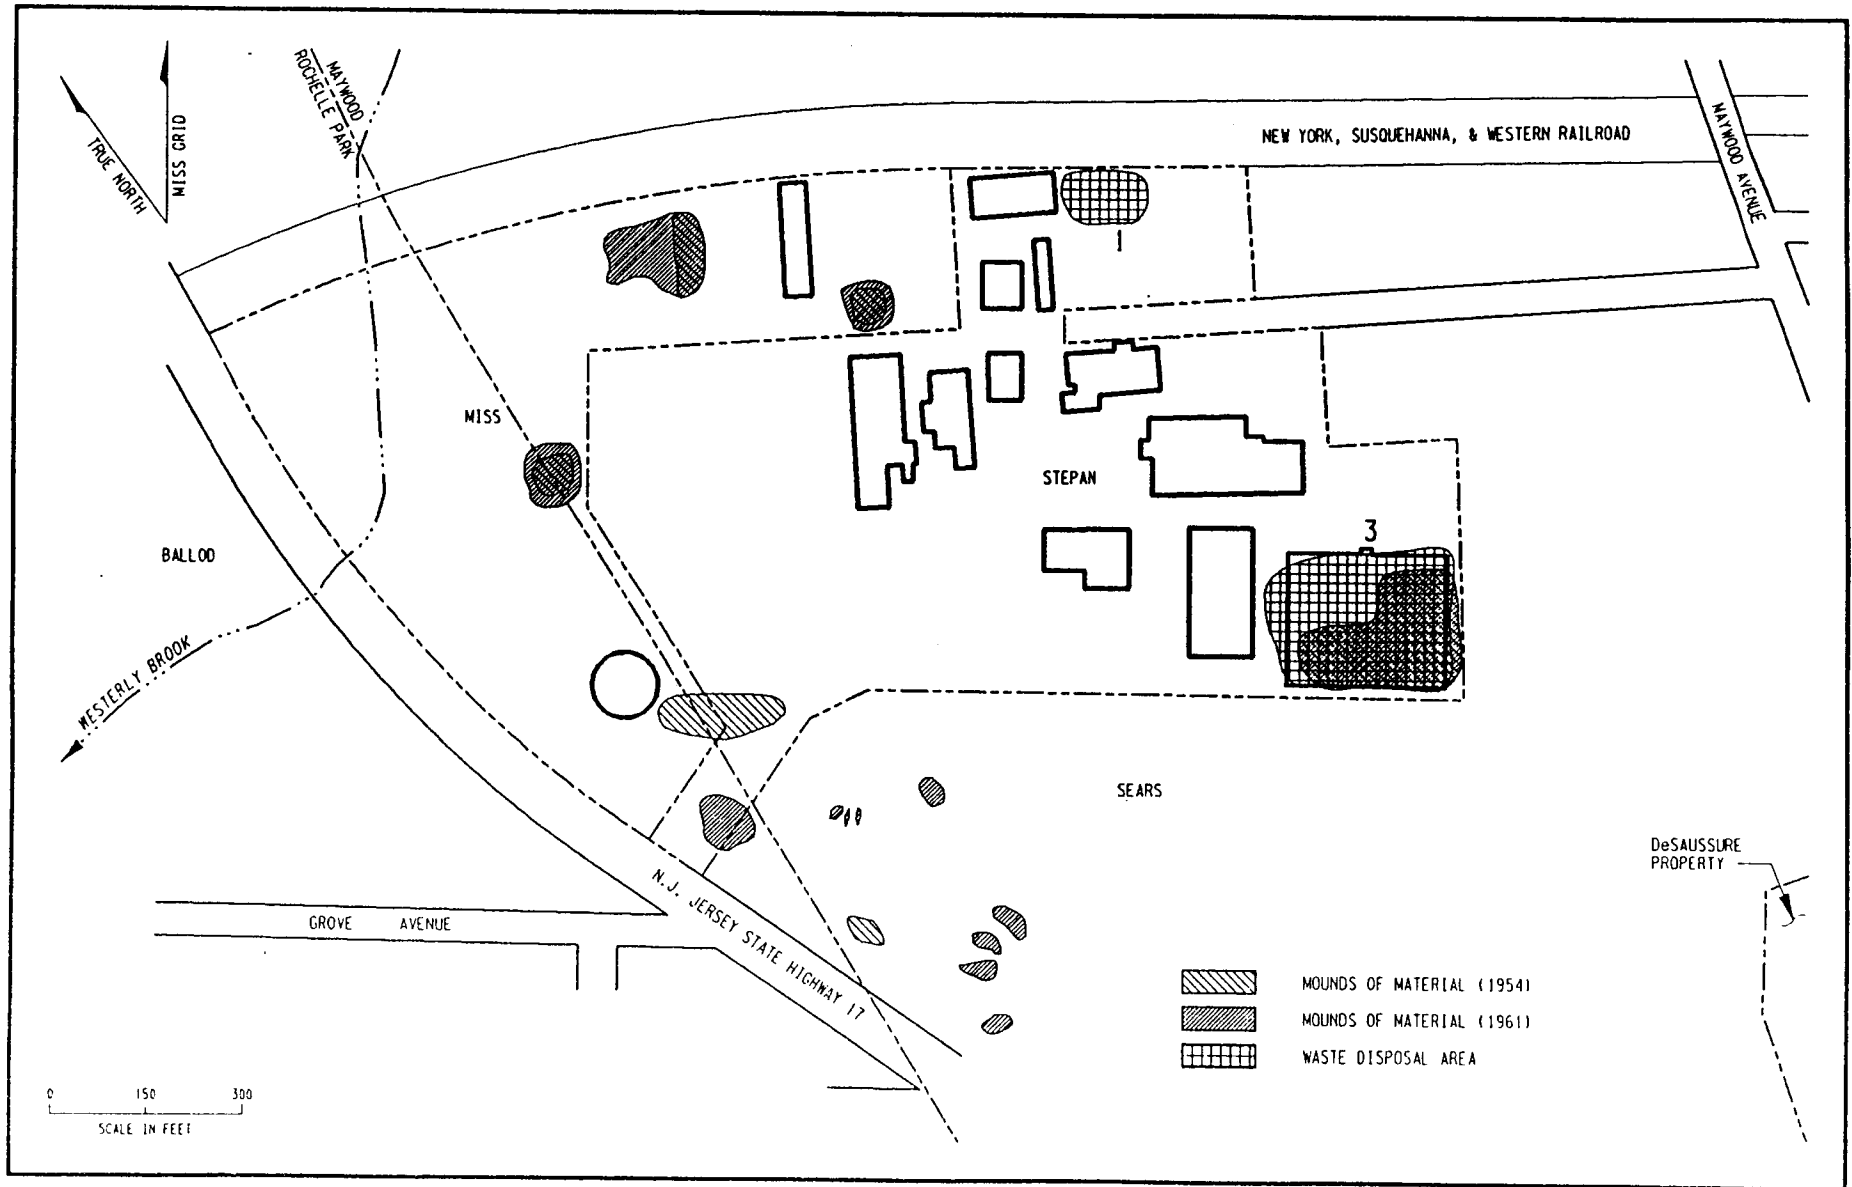 MAYWOOD
ROCHELLE PARK
TRUE NORTH
MISS GRID
NEW YORK, SUSQUEHANNA, & WESTERN RAILROAD
MAYWOOD AVENUE
MISS
STEPAN
3
BALLOD
WESTERLY BROOK
SEARS
DeSAUSSURE
PROPERTY
N.J. JERSEY STATE HIGHWAY 17
GROVE AVENUE
MOUNDS OF MATERIAL (1954)
MOUNDS OF MATERIAL (1961)
WASTE DISPOSAL AREA
0 150 300
SCALE IN FEET